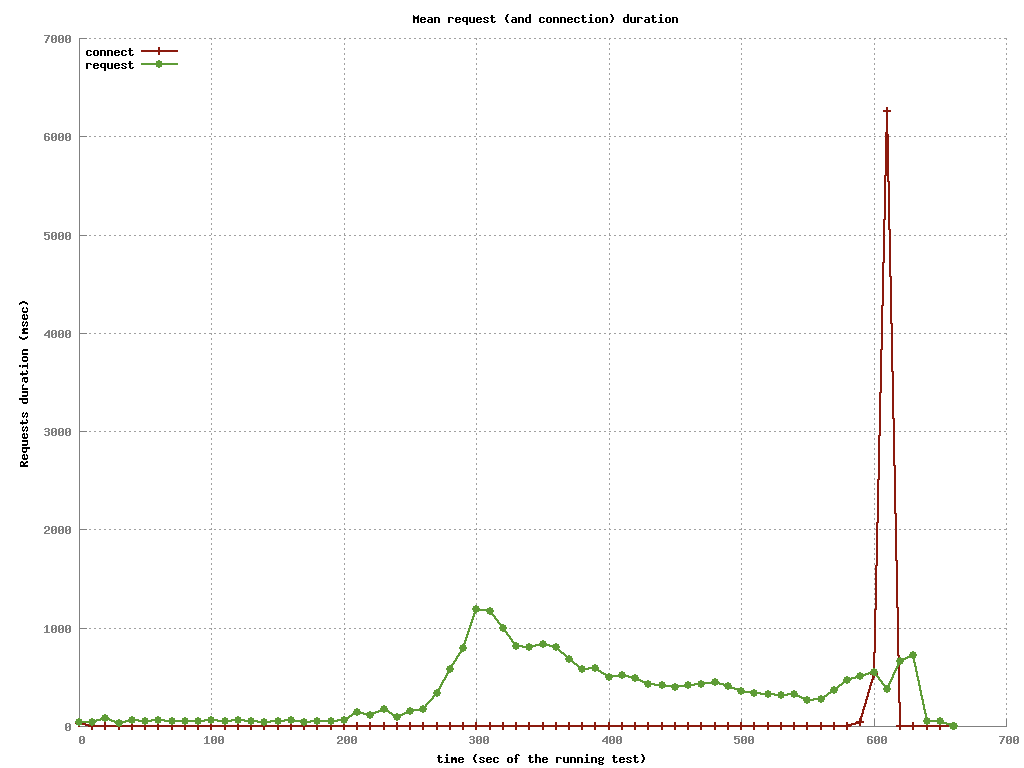 Mean request (and connection) duration
connect
request
7000
6000
5000
4000
3000
2000
1000
0
Requests duration (msec)
0 100 200 300 400 500 600 700
time (sec of the running test)